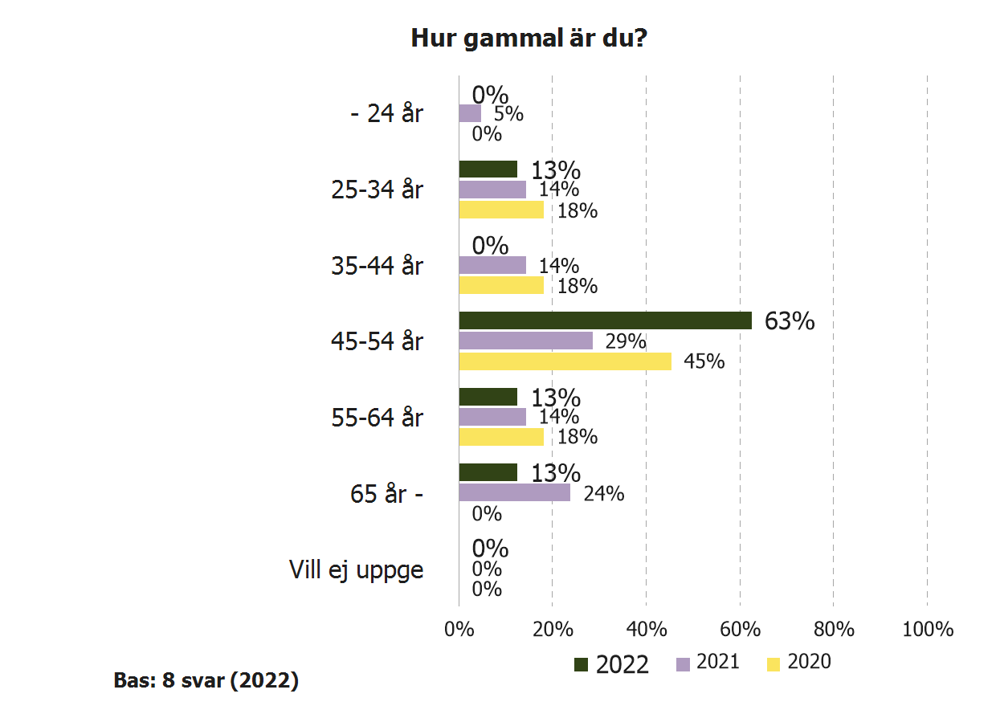 Hur gammal är du?
- 24 år
0%
5%
0%
25-34 år
13%
14%
18%
35-44 år
0%
14%
18%
45-54 år
63%
29%
45%
55-64 år
13%
14%
18%
65 år -
13%
24%
0%
Vill ej uppge
0%
0%
0%
0% 20% 40% 60% 80% 100%
2022 2021 2020
Bas: 8 svar (2022)